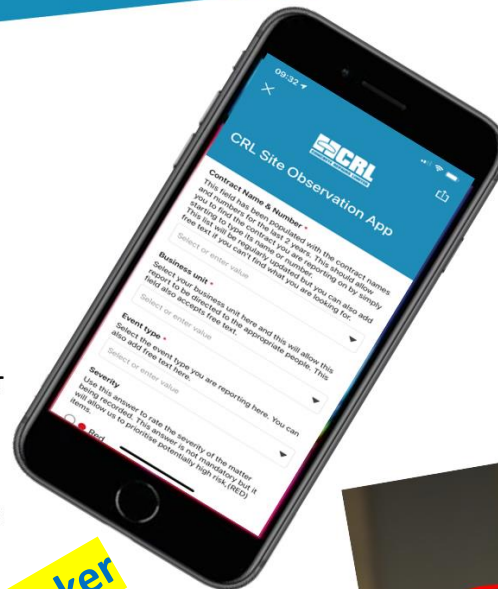 09:32
CRL
CRL Site Observation App
Contract Name & Number •
This field has been populated with the contract names
and numbers for the last 2 years. This should allow
you to find the contract you are reporting on by simply
starting to type its name or number.
This list will be regularly updated but you can also add
free text if you can't find what you are looking for.
Select or enter value
Business unit •
Select your business unit here and this will allow this
report to be directed to the appropriate people. This
field also accepts free text.
Select or enter value
Event type •
Select the event type you are reporting here. You can
also add free text here.
Select or enter value
Severity
Use this answer to rate the severity of the matter
being recorded. This answer is not mandatory but it
will allow us to prioritise potentially high risk,(RED)
items.
Red